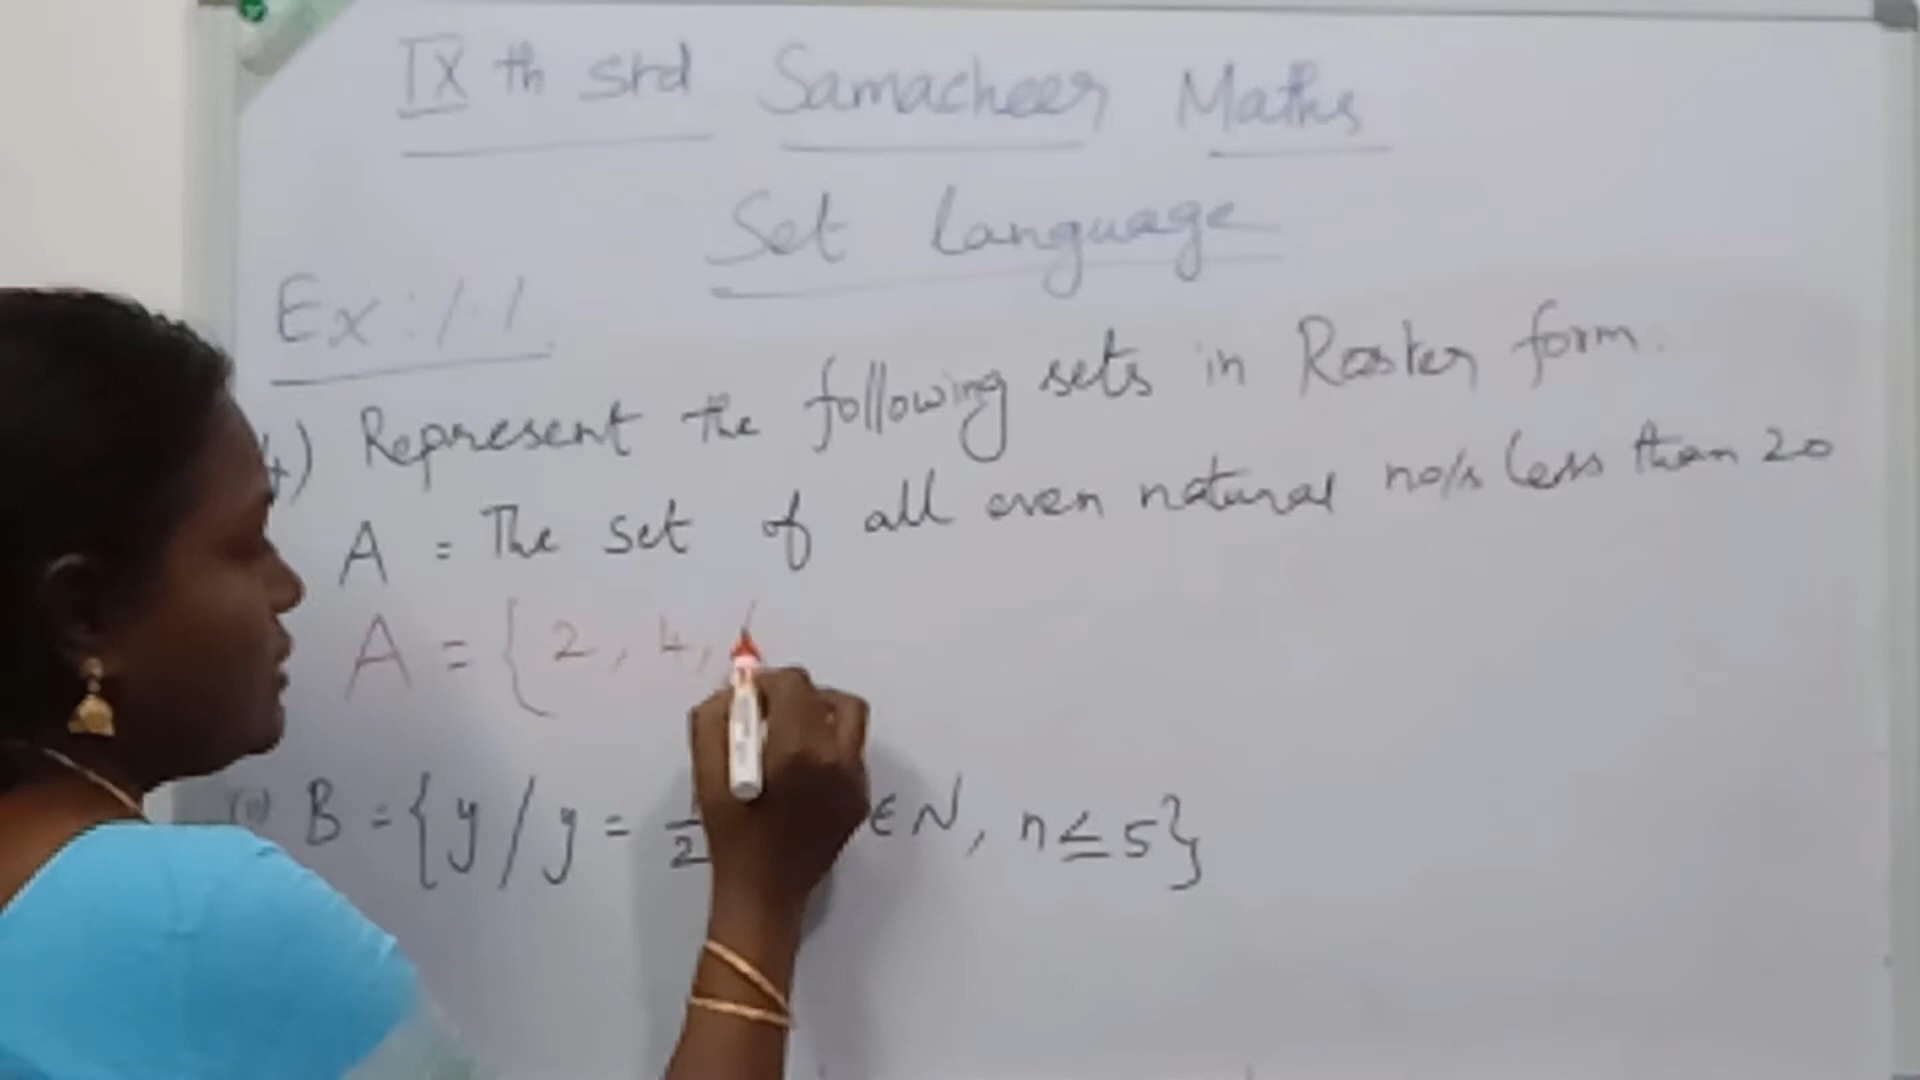 IX th std Samacheer Maths
Set Language
Ex: 1.1
4) Represent the following sets in Roster form.
A = The set of all even natural no/s less than 20
A = { 2, 4,
(ii) B = { y / y = 2 ∈ N, n ≤ 5 }